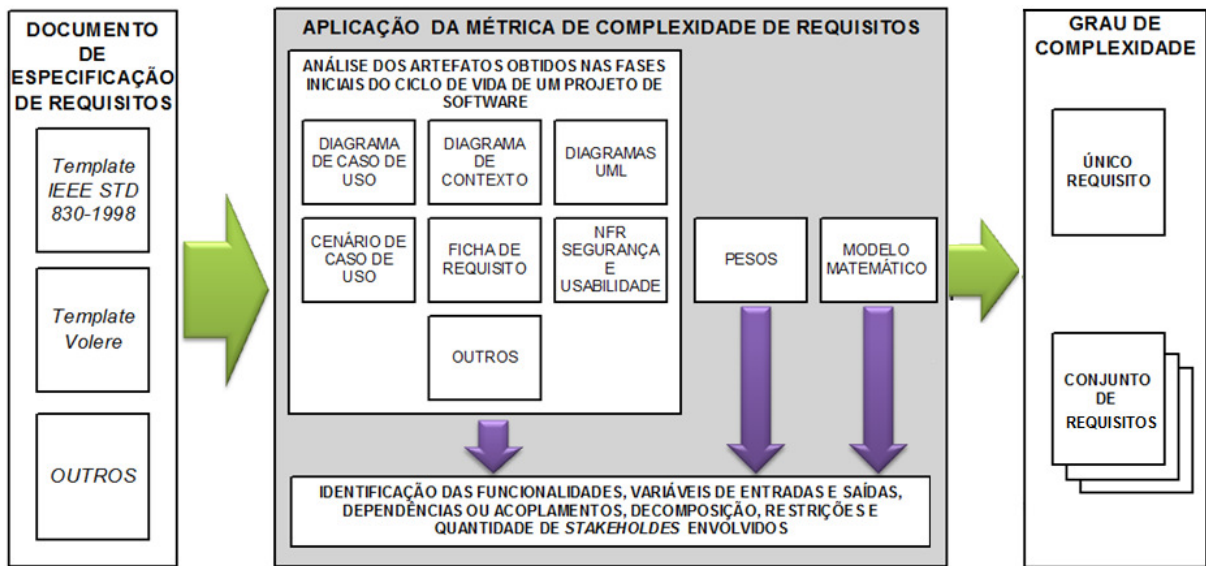 DOCUMENTO
DE
ESPECIFICAÇÃO
DE REQUISITOS
Template
IEEE STD
830-1998
Template
Volere
OUTROS
APLICAÇÃO DA MÉTRICA DE COMPLEXIDADE DE REQUISITOS
ANÁLISE DOS ARTEFATOS OBTIDOS NAS FASES
INICIAIS DO CICLO DE VIDA DE UM PROJETO DE
SOFTWARE
DIAGRAMA
DE CASO DE
USO
DIAGRAMA
DE
CONTEXTO
DIAGRAMAS
UML
CENÁRIO DE
CASO DE
USO
FICHA DE
REQUISITO
NFR
SEGURANÇA
E
USABILIDADE
OUTROS
PESOS
MODELO
MATEMÁTICO
IDENTIFICAÇÃO DAS FUNCIONALIDADES, VARIÁVEIS DE ENTRADAS E SAÍDAS,
DEPENDÊNCIAS OU ACOPLAMENTOS, DECOMPOSIÇÃO, RESTRIÇÕES E
QUANTIDADE DE STAKEHOLDES ENVOLVIDOS
GRAU DE
COMPLEXIDADE
ÚNICO
REQUISITO
CONJUNTO
DE
REQUISITOS